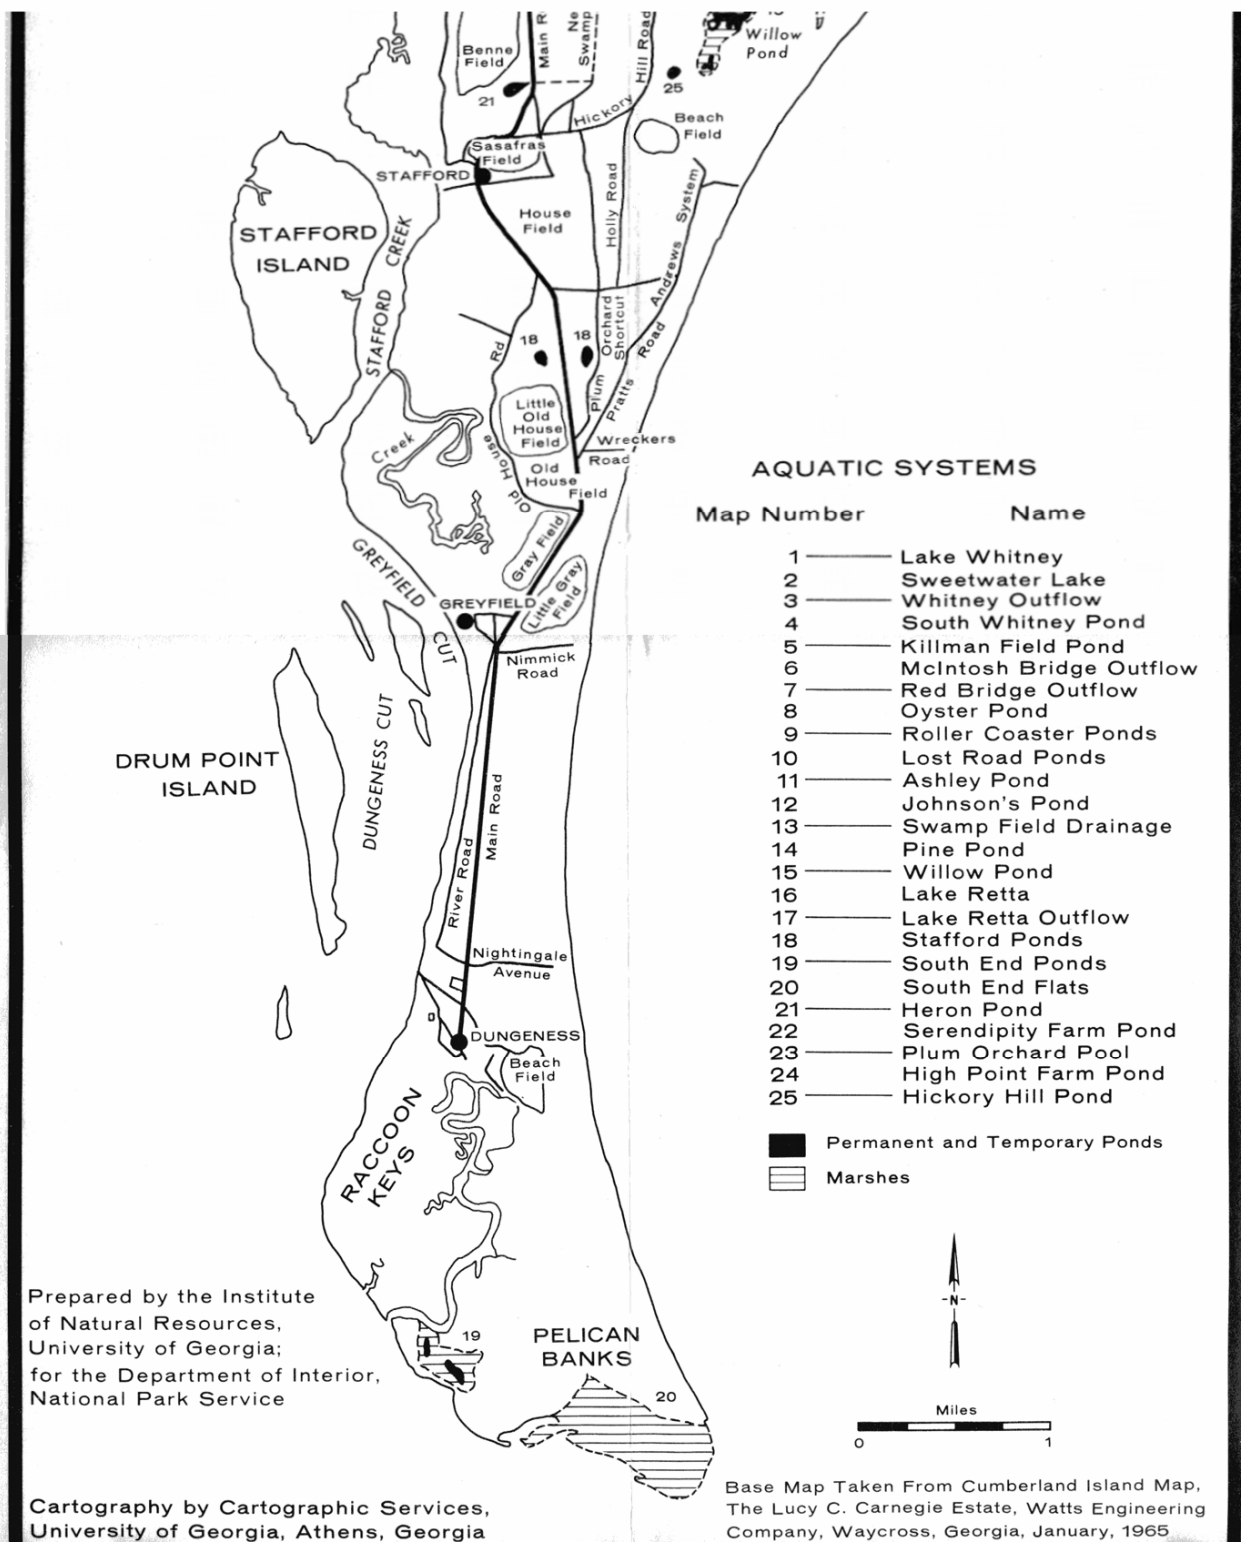 Benne
Field
Main R
Ne
Swamp
Hill Road
Willow
Pond
21
25
Hickory
Beach
Field
Sasafras
Field
STAFFORD
House
Field
Holly Road
Andrews System
STAFFORD
ISLAND
STAFFORD CREEK
Orchard
Shortcut
18
18
Rd
Plum
Pratts Road
Little
Old
House
Field
Creek
Wreckers
Road
Old
House
Field
Old House
Gray Field
Little Gray
Field
GREYFIELD
CUT
GREYFIELD
Nimmick
Road
DRUM POINT
ISLAND
DUNGENESS CUT
Main Road
River Road
Nightingale
Avenue
DUNGENESS
Beach
Field
RACCOON
KEYS
19
PELICAN
BANKS
20
AQUATIC SYSTEMS
Map Number Name
1 Lake Whitney
2 Sweetwater Lake
3 Whitney Outflow
4 South Whitney Pond
5 Killman Field Pond
6 McIntosh Bridge Outflow
7 Red Bridge Outflow
8 Oyster Pond
9 Roller Coaster Ponds
10 Lost Road Ponds
11 Ashley Pond
12 Johnson's Pond
13 Swamp Field Drainage
14 Pine Pond
15 Willow Pond
16 Lake Retta
17 Lake Retta Outflow
18 Stafford Ponds
19 South End Ponds
20 South End Flats
21 Heron Pond
22 Serendipity Farm Pond
23 Plum Orchard Pool
24 High Point Farm Pond
25 Hickory Hill Pond
Permanent and Temporary Ponds
Marshes
-N-
Miles
0 1
Prepared by the Institute
of Natural Resources,
University of Georgia;
for the Department of Interior,
National Park Service
Cartography by Cartographic Services,
University of Georgia, Athens, Georgia
Base Map Taken From Cumberland Island Map,
The Lucy C. Carnegie Estate, Watts Engineering
Company, Waycross, Georgia, January, 1965